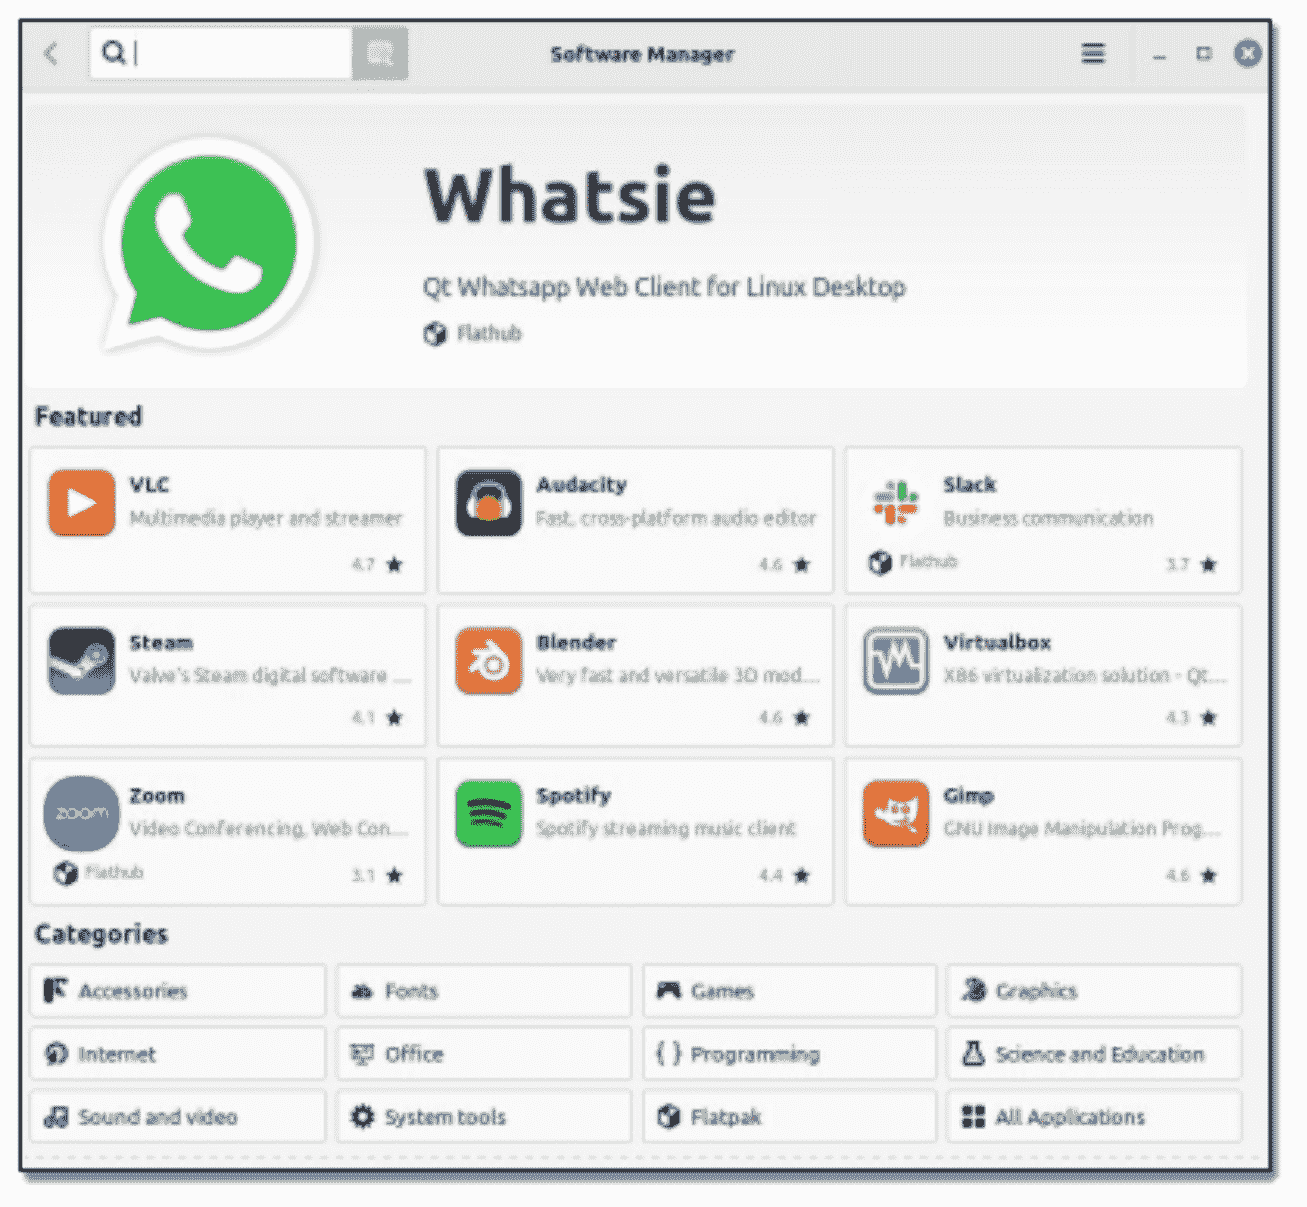 Software Manager
Whatsie
Qt Whatsapp Web Client for Linux Desktop
Flathub
Featured
VLC
Multimedia player and streamer
4.7
Audacity
Fast, cross-platform audio editor
4.6
Slack
Business communication
Flathub
3.7
Steam
Valve's Steam digital software ...
4.1
Blender
Very fast and versatile 3D mod...
4.6
Virtualbox
X86 virtualization solution - Qt...
4.3
zoom
Zoom
Video Conferencing, Web Con...
Flathub
3.1
Spotify
Spotify streaming music client
4.4
Gimp
GNU Image Manipulation Prog...
4.6
Categories
Accessories
Fonts
Games
Graphics
Internet
Office
Programming
Science and Education
Sound and video
System tools
Flatpak
All Applications